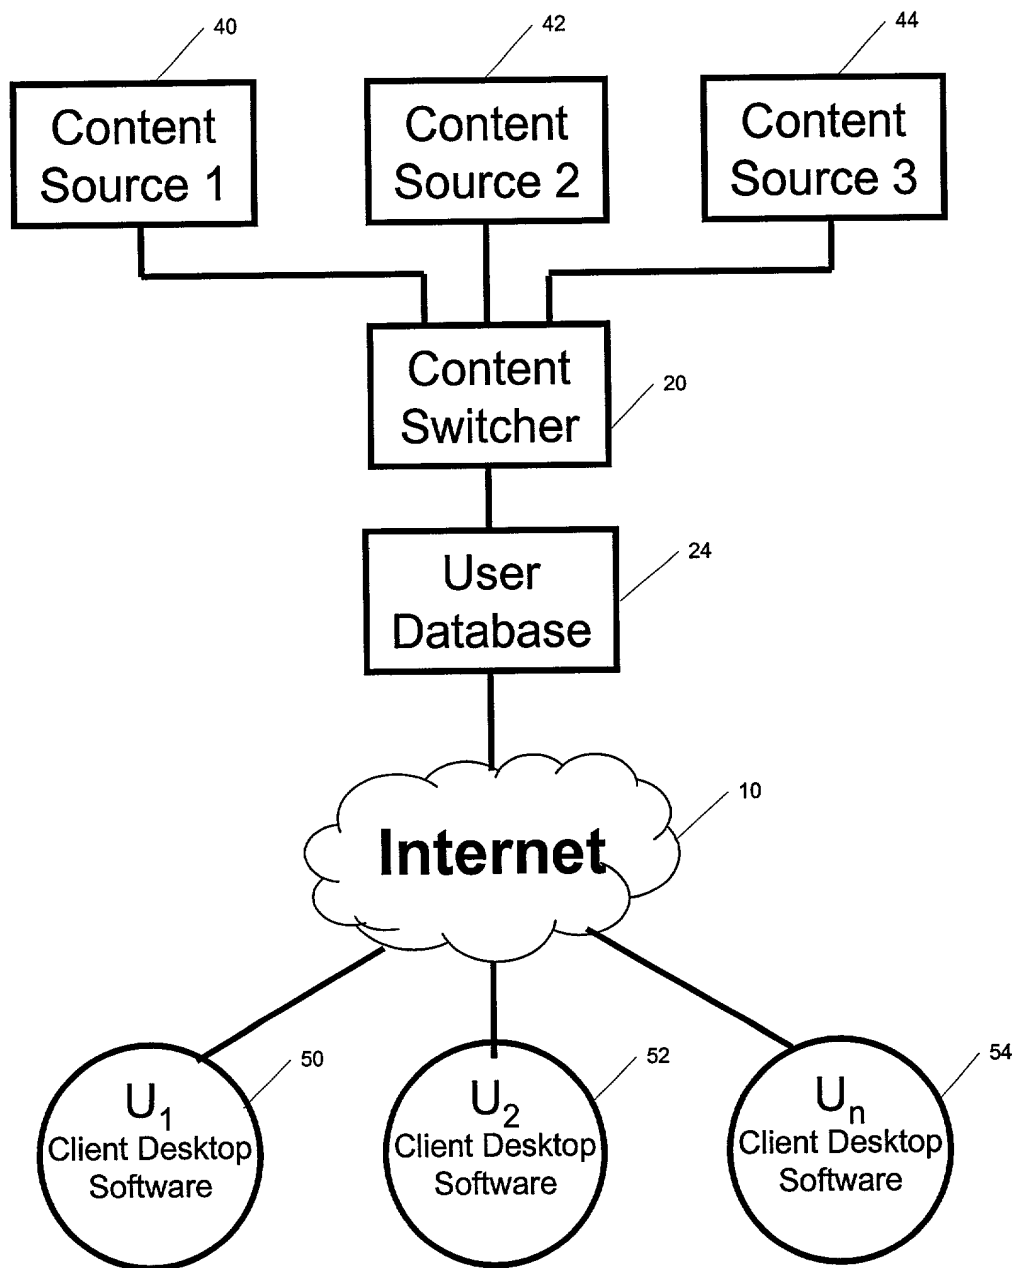 40
42
44
Content
Source 1
Content
Source 2
Content
Source 3
Content
Switcher
20
User
Database
24
Internet
10
U1
Client Desktop
Software
50
U2
Client Desktop
Software
52
Un
Client Desktop
Software
54